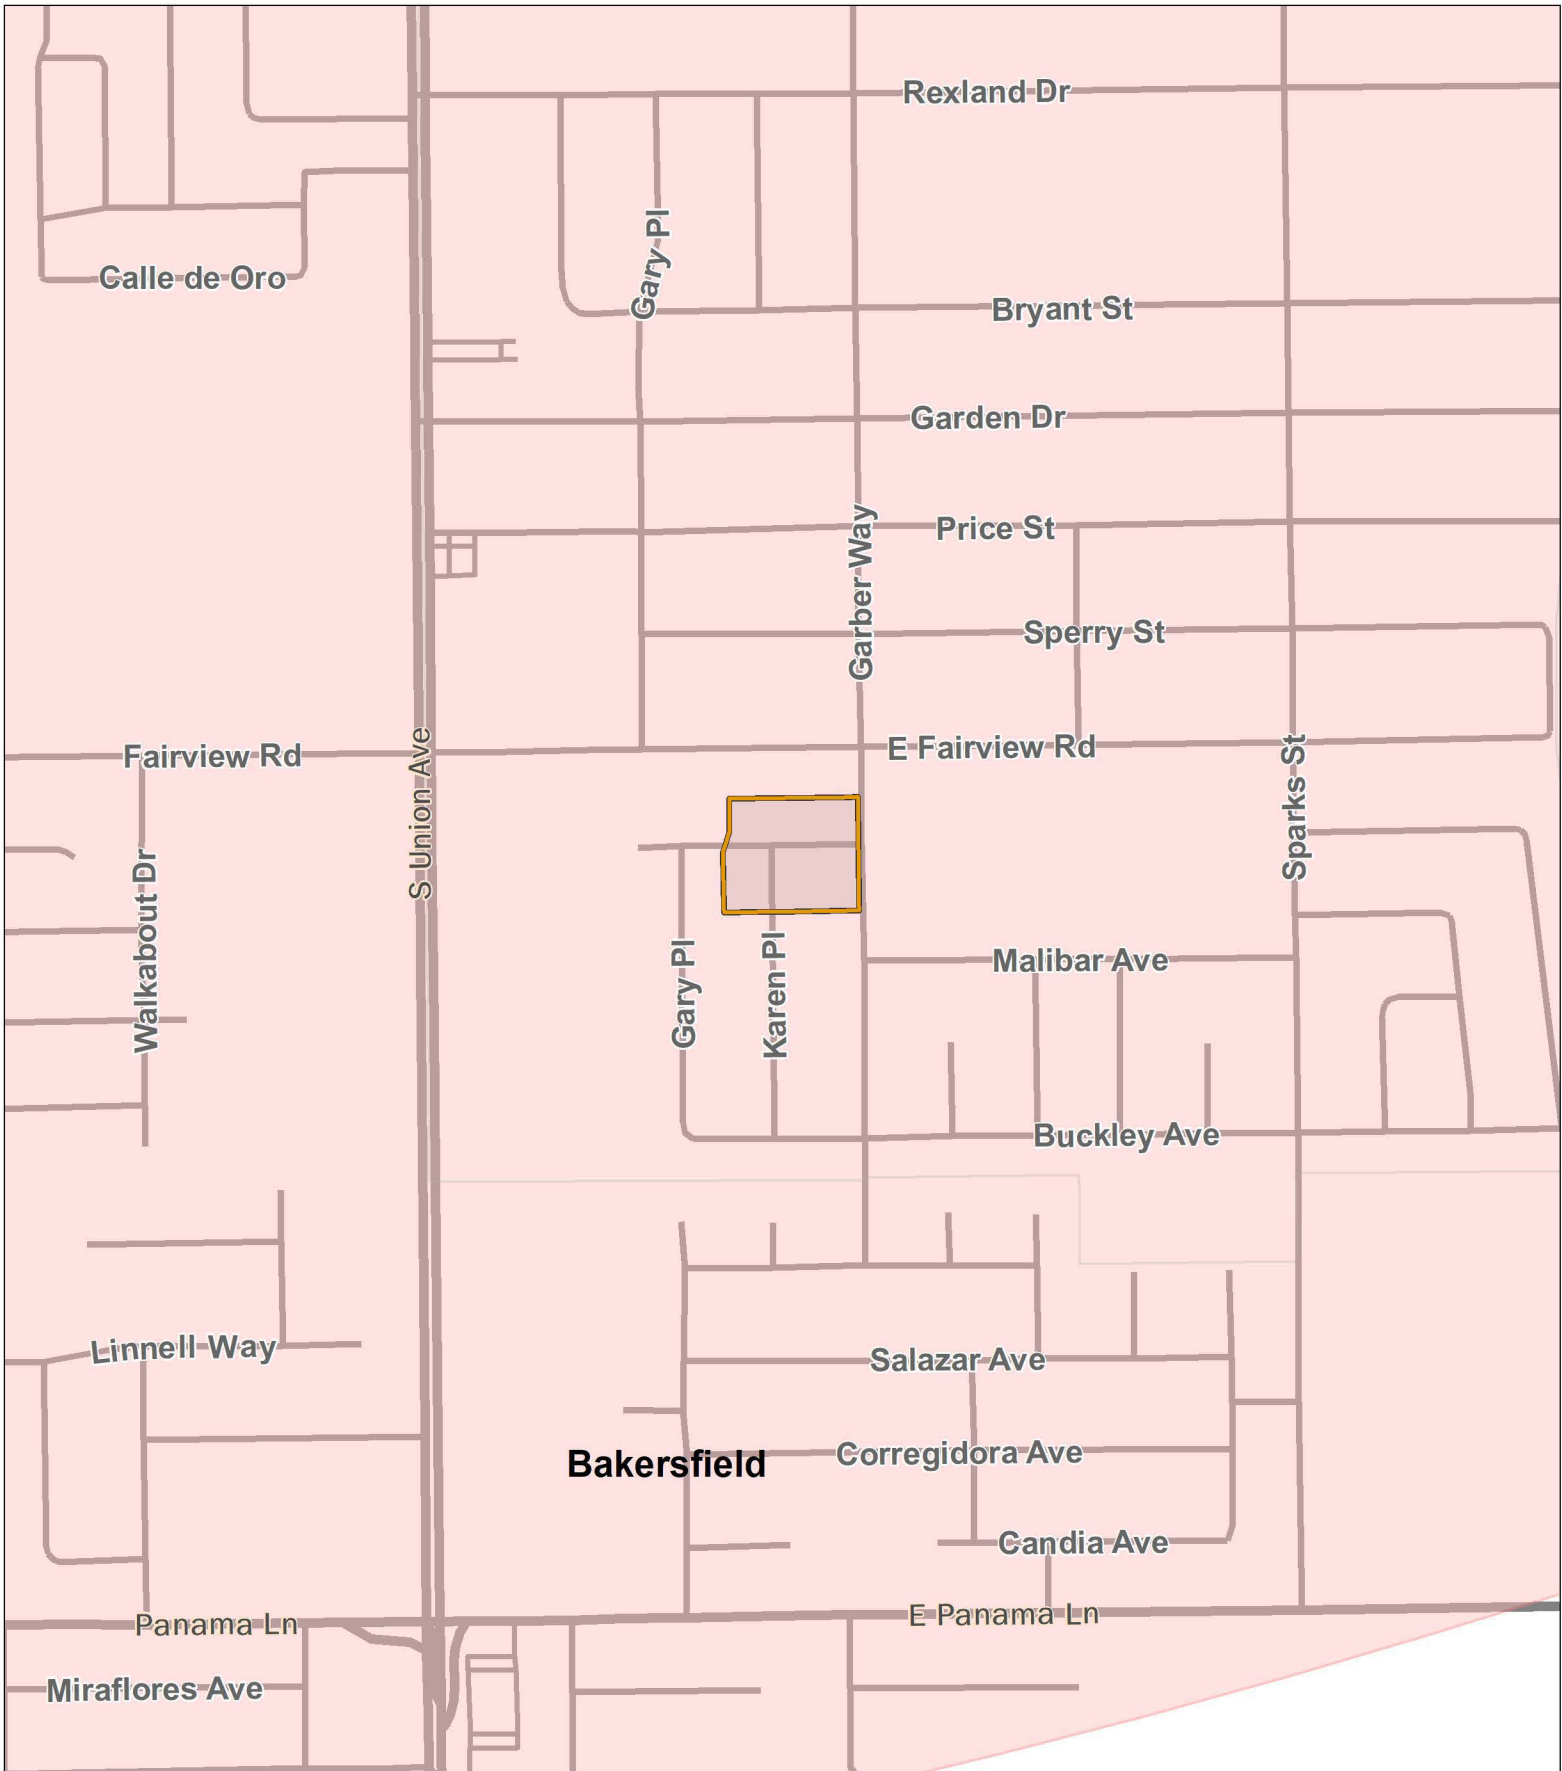 Rexland Dr
Gary Pl
Calle de Oro
Bryant St
Garden Dr
Price St
Garber Way
Sperry St
Fairview Rd
S Union Ave
E Fairview Rd
Sparks St
Walkabout Dr
Gary Pl
Karen Pl
Malibar Ave
Buckley Ave
Linnell Way
Salazar Ave
Bakersfield
Corregidora Ave
Candia Ave
Panama Ln
E Panama Ln
Miraflores Ave